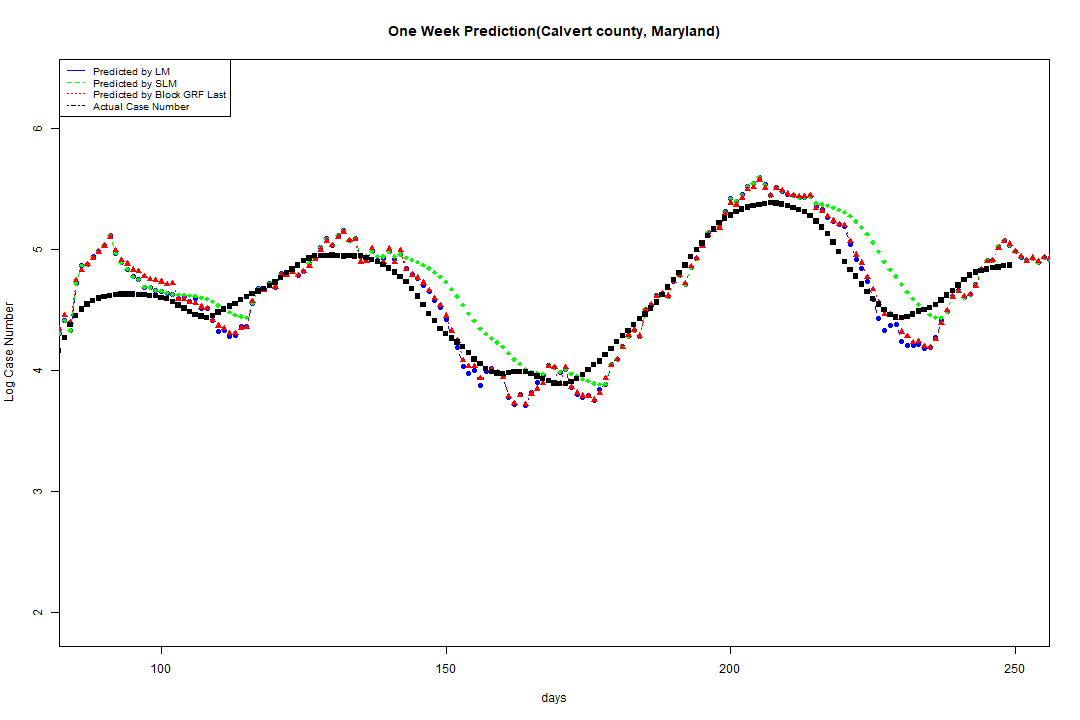 One Week Prediction(Calvert county, Maryland)
Predicted by LM
Predicted by SLM
Predicted by Block GRF Last
Actual Case Number
6
5
4
3
2
Log Case Number
100 150 200 250
days